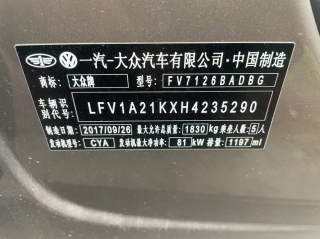 一汽-大众汽车有限公司·中国制造
商标: 大众牌 型号: FV7126BADBG
车辆识别代号: LFV1A21KXH4235290
制造日期: 2017/09/26 最大允许总质量: 1830 kg 乘坐人数: 5人
发动机型号: CYA 发动机最大净功率: 81 kW 排量: 1197 ml